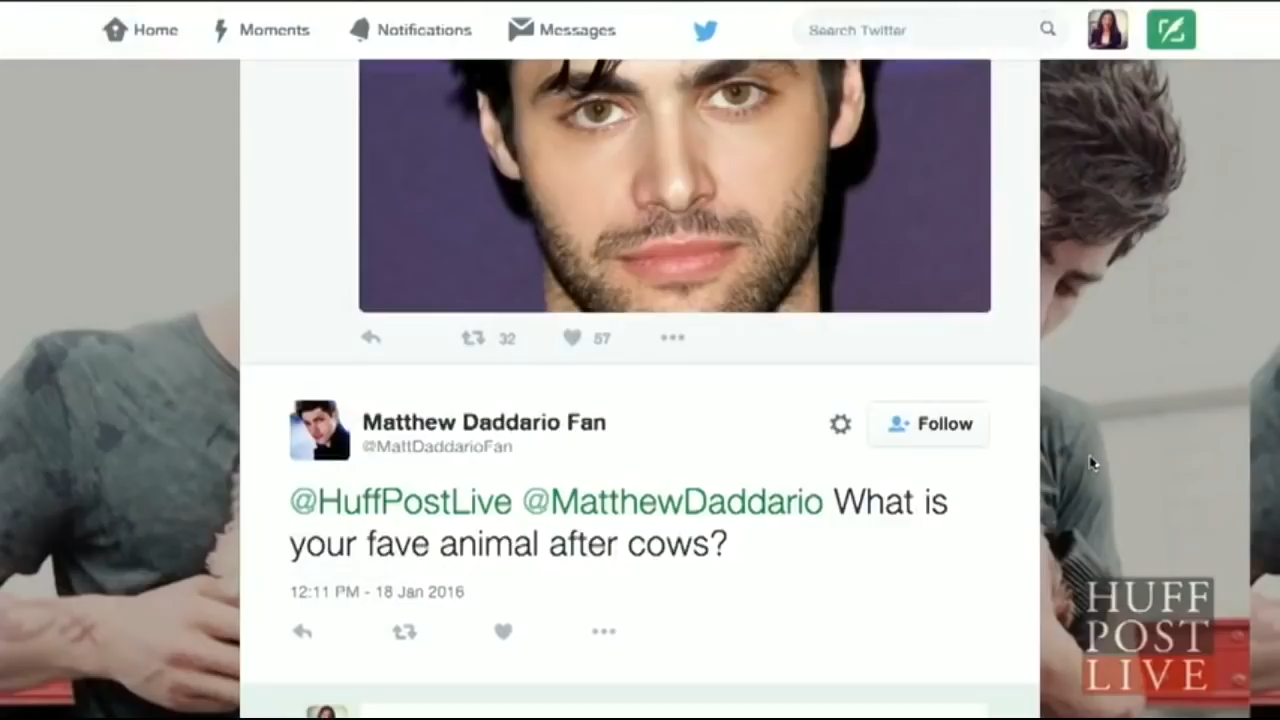 Home Moments Notifications Messages Search Twitter
32 57
Matthew Daddario Fan
@MattDaddarioFan
Follow
@HuffPostLive @MatthewDaddario What is
your fave animal after cows?
12:11 PM - 18 Jan 2016
HUFF
POST
LIVE